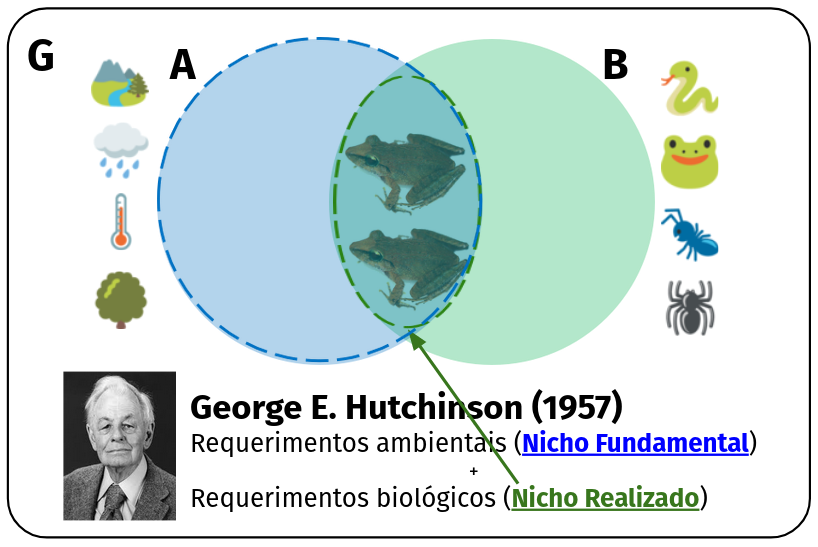 G
A
B
George E. Hutchinson (1957)
Requerimentos ambientais (Nicho Fundamental)
+
Requerimentos biológicos (Nicho Realizado)